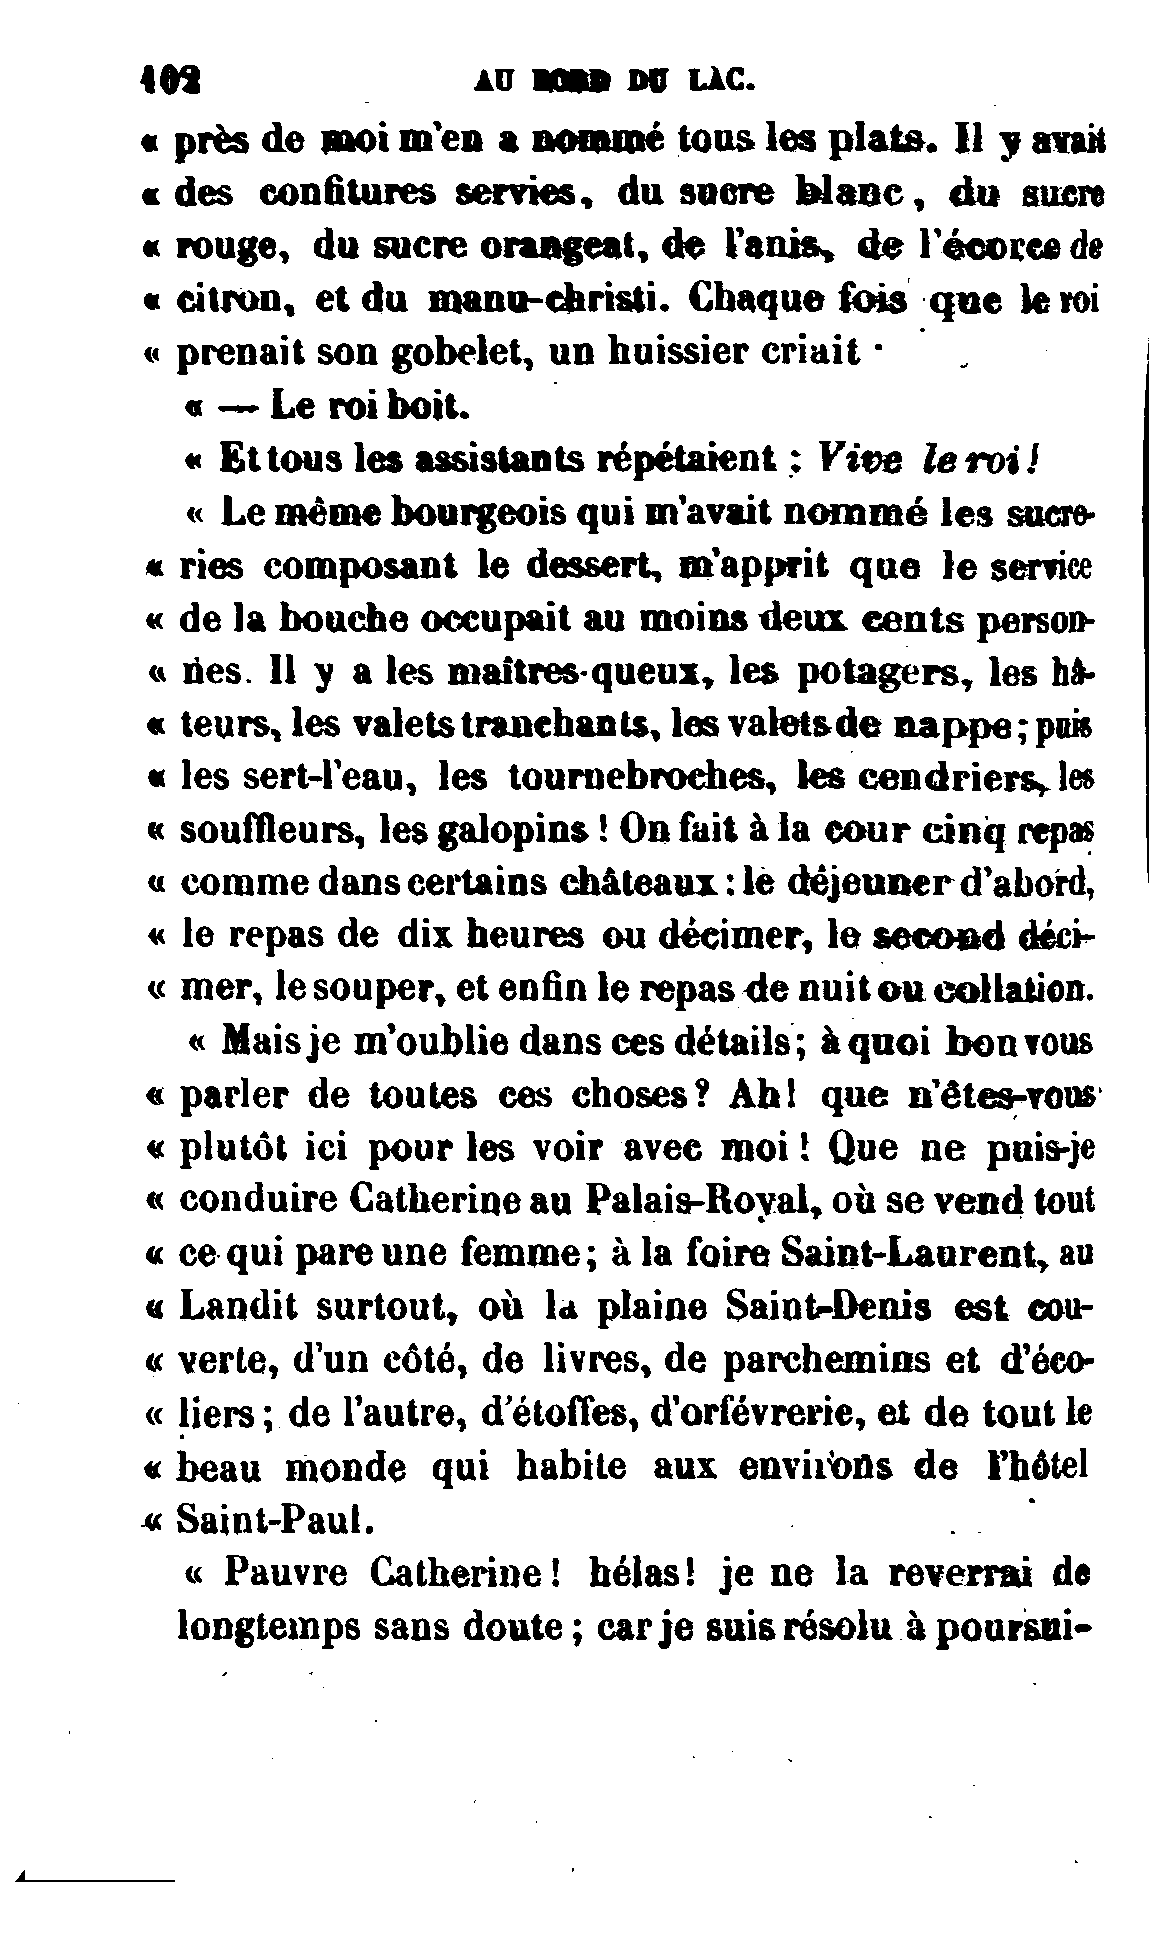 102 AU BORD DU LAC.
« près de moi m'en a nommé tous les plats. Il y avait
« des confitures servies, du sucre blanc, du sucre
« rouge, du sucre orangeat, de l'anis, de l'écorce de
« citron, et du manu-christi. Chaque fois que le roi
« prenait son gobelet, un huissier criait ·
« — Le roi boit.
« Et tous les assistants répétaient : Vive le roi !
« Le même bourgeois qui m'avait nommé les sucre-
« ries composant le dessert, m'apprit que le service
« de la bouche occupait au moins deux cents person-
« nes. Il y a les maîtres-queux, les potagers, les hâ-
« teurs, les valets tranchants, les valets de nappe ; puis
« les sert-l'eau, les tournebroches, les cendriers, les
« souffleurs, les galopins ! On fait à la cour cinq repas
« comme dans certains châteaux : le déjeuner d'abord,
« le repas de dix heures ou décimer, le second déci-
« mer, le souper, et enfin le repas de nuit ou collation.
« Mais je m'oublie dans ces détails ; à quoi bon vous
« parler de toutes ces choses ? Ah ! que n'êtes-vous
« plutôt ici pour les voir avec moi ! Que ne puis-je
« conduire Catherine au Palais-Royal, où se vend tout
« ce qui pare une femme ; à la foire Saint-Laurent, au
« Landit surtout, où la plaine Saint-Denis est cou-
« verte, d'un côté, de livres, de parchemins et d'éco-
« liers ; de l'autre, d'étoffes, d'orfévrerie, et de tout le
« beau monde qui habite aux environs de l'hôtel
« Saint-Paul.
« Pauvre Catherine ! hélas ! je ne la reverrai de
longtemps sans doute ; car je suis résolu à poursui-